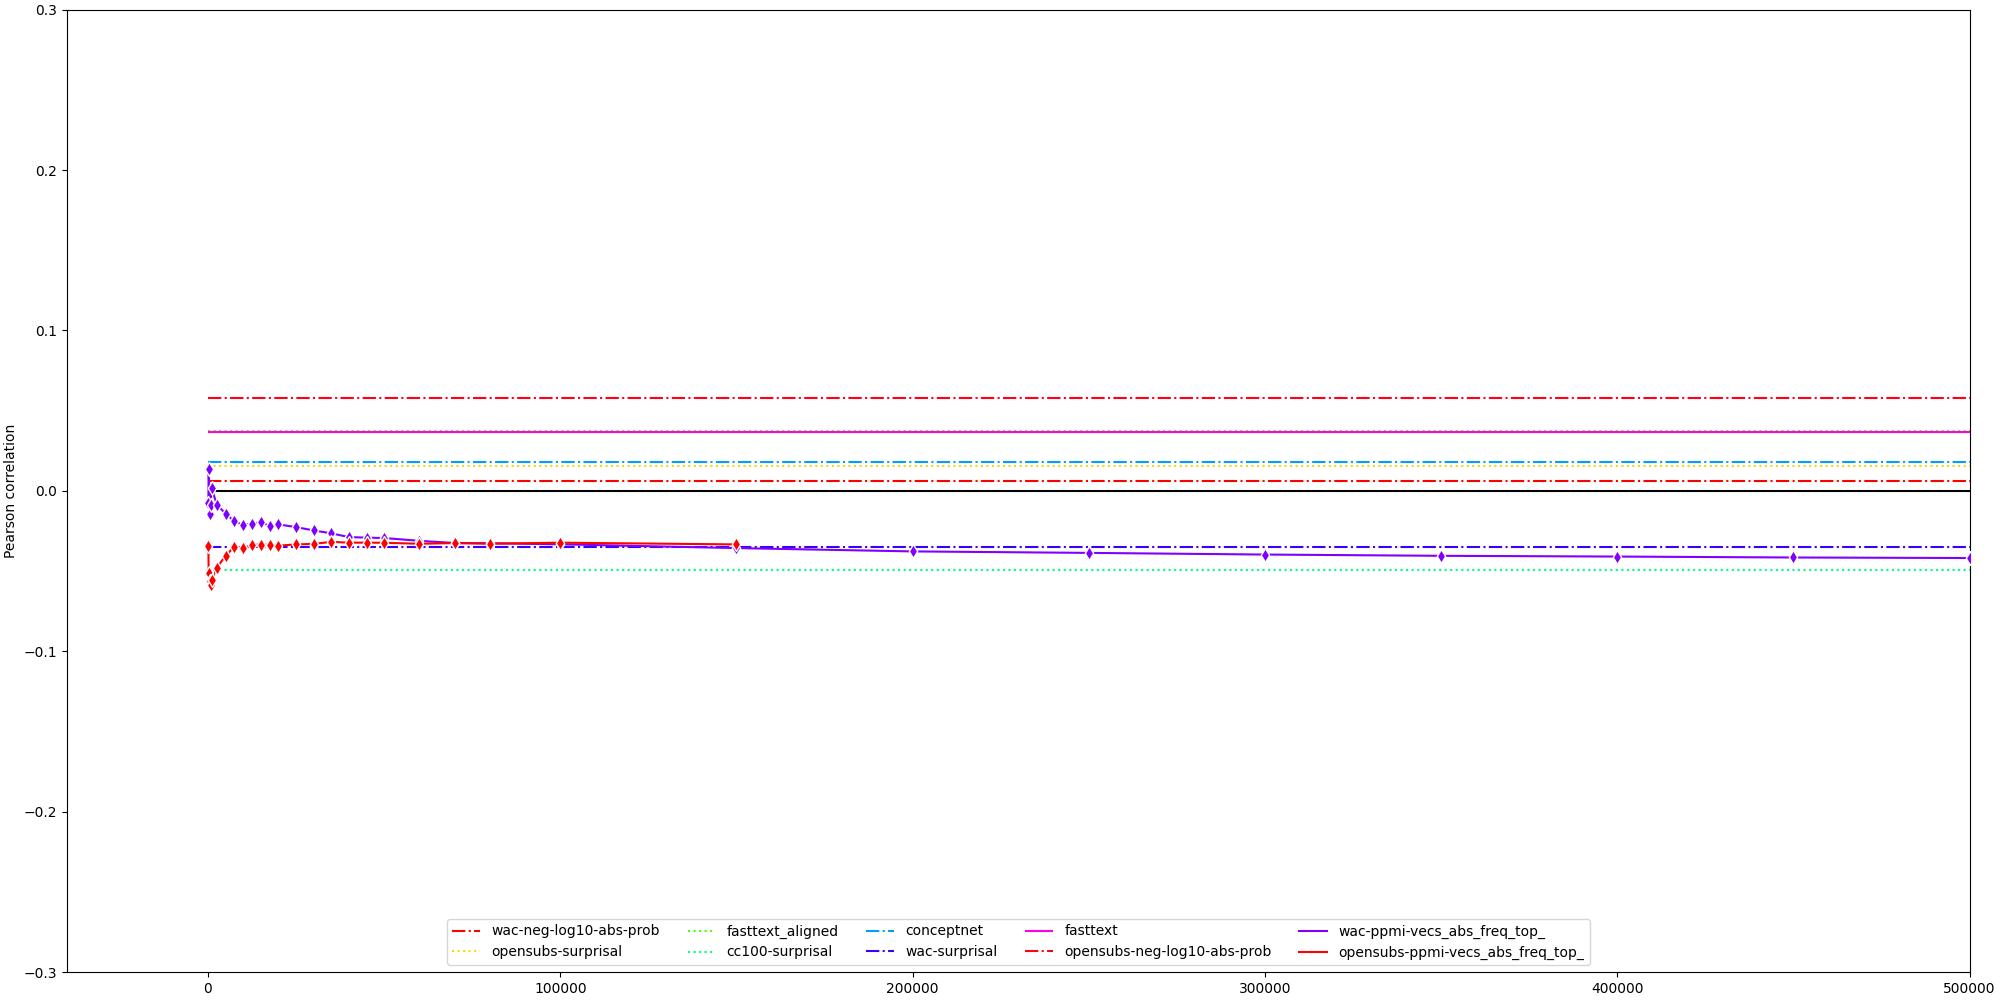 0.3
0.2
0.1
0.0
−0.1
−0.2
−0.3
Pearson correlation
wac-neg-log10-abs-prob
opensubs-surprisal
fasttext_aligned
cc100-surprisal
conceptnet
wac-surprisal
fasttext
opensubs-neg-log10-abs-prob
wac-ppmi-vecs_abs_freq_top_
opensubs-ppmi-vecs_abs_freq_top_
0
100000
200000
300000
400000
500000